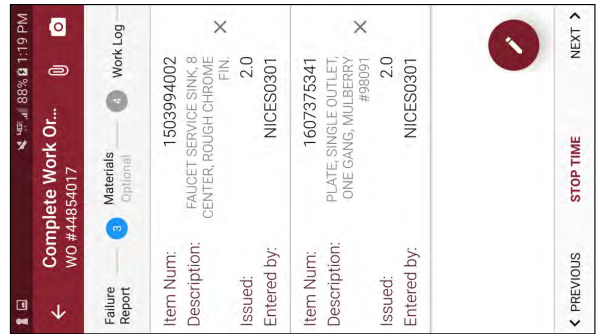 88% 1:19 PM
Complete Work Or...
WO #44854017
Failure
Report
3
Materials
Optional
4
Work Log
Item Num: 1503994002
Description: FAUCET SERVICE SINK, 8
CENTER, ROUGH CHROME
FIN.
Issued: 2.0
Entered by: NICES0301
Item Num: 1607375341
Description: PLATE, SINGLE OUTLET,
ONE GANG, MULBERRY
#98091
Issued: 2.0
Entered by: NICES0301
< PREVIOUS STOP TIME NEXT >